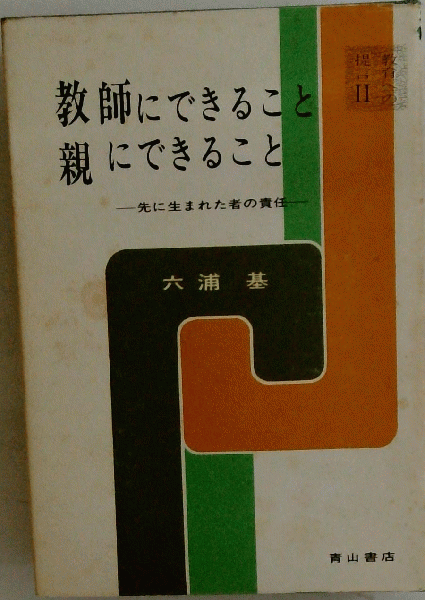 教師にできること
親にできること
―先に生まれた者の責任―
六浦 基
教育への
提言II
青山書店